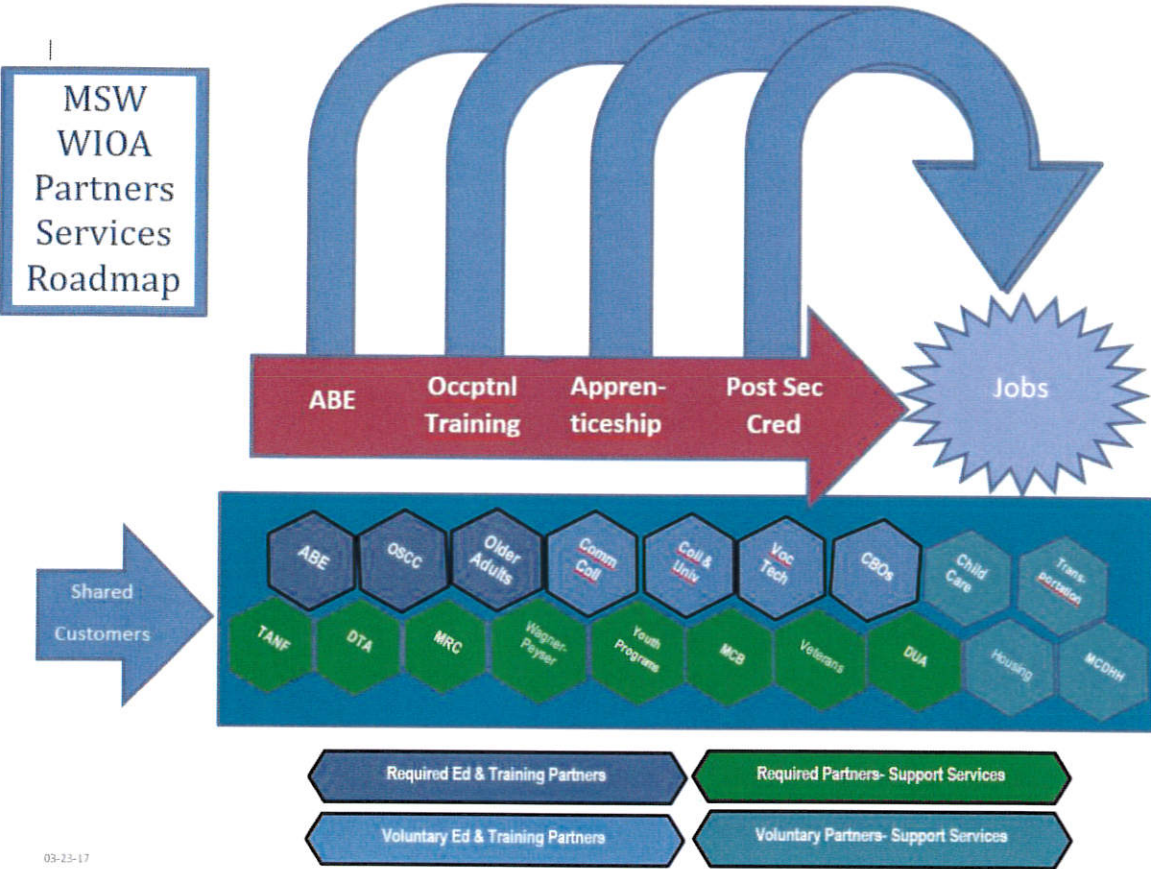 MSW
WIOA
Partners
Services
Roadmap
ABE
Occptnl
Training
Appren-
ticeship
Post Sec
Cred
Jobs
Shared
Customers
ABE
OSCC
Older
Adults
Comm
Coll
Coll &
Univ
Voc
Tech
CBOs
Child
Care
Trans-
portation
TANF
DTA
MRC
Wagner-
Peyser
Youth
Programs
MCB
Veterans
DUA
Housing
MCDHH
Required Ed & Training Partners
Required Partners- Support Services
Voluntary Ed & Training Partners
Voluntary Partners- Support Services
03-23-17